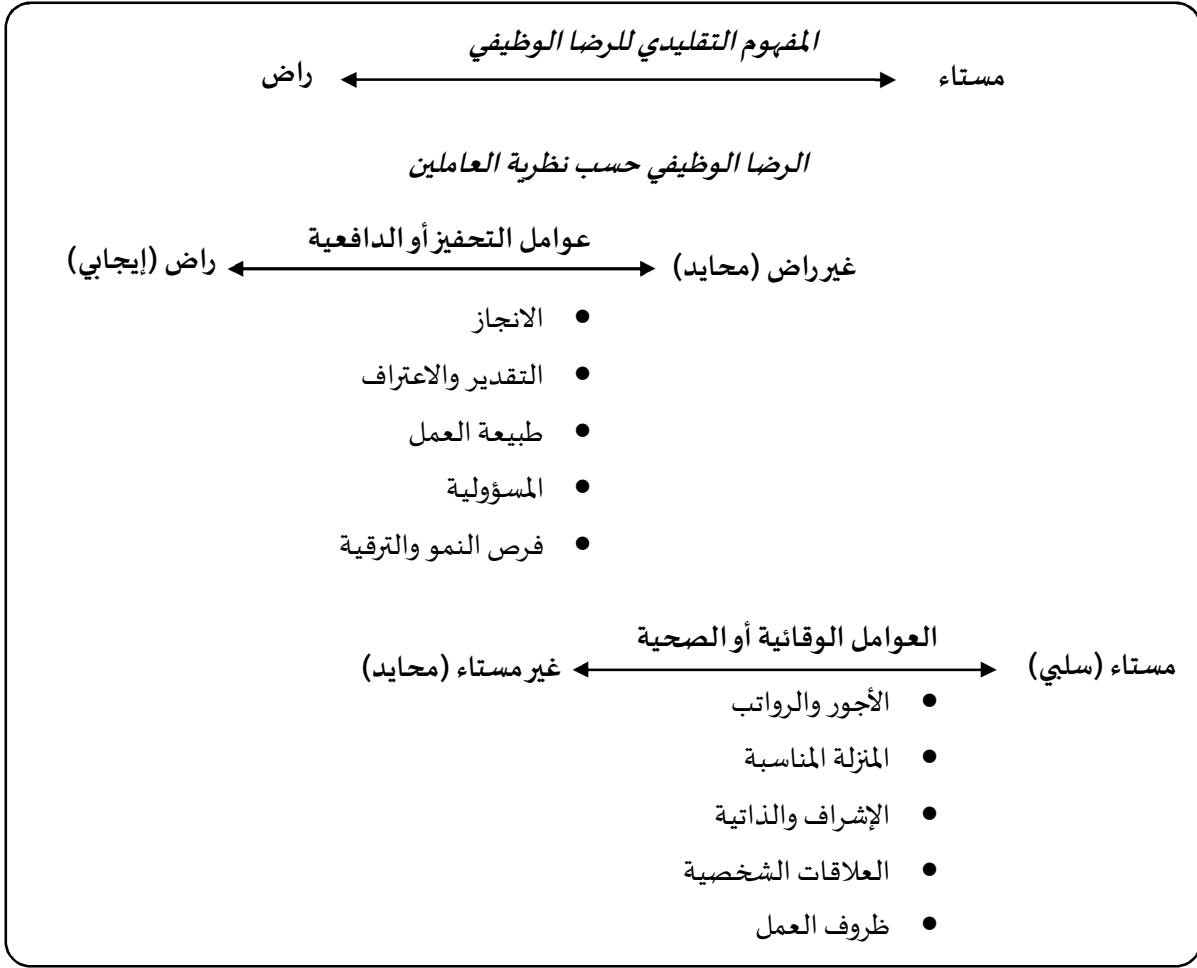 المفهوم التقليدي للرضا الوظيفي
مستاء راض
الرضا الوظيفي حسب نظرية العاملين
عوامل التحفيز أو الدافعية
غير راض (محايد) راض (إيجابي)
• الانجاز
• التقدير والاعتراف
• طبيعة العمل
• المسؤولية
• فرص النمو والترقية
العوامل الوقائية أو الصحية
مستاء (سلبي) غير مستاء (محايد)
• الأجور والرواتب
• المنزلة المناسبة
• الإشراف والذاتية
• العلاقات الشخصية
• ظروف العمل